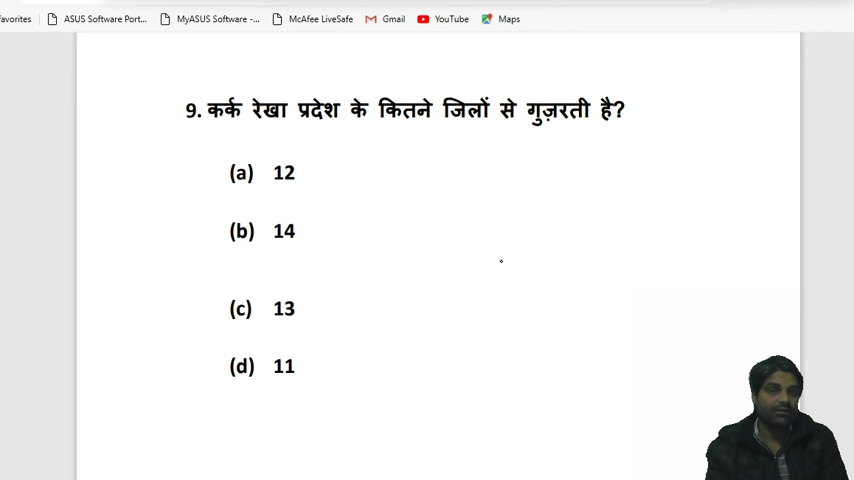 avorites ASUS Software Port... MyASUS Software -... McAfee LiveSafe Gmail YouTube Maps
9. कर्क रेखा प्रदेश के कितने जिलों से गुज़रती है?
(a) 12
(b) 14
(c) 13
(d) 11